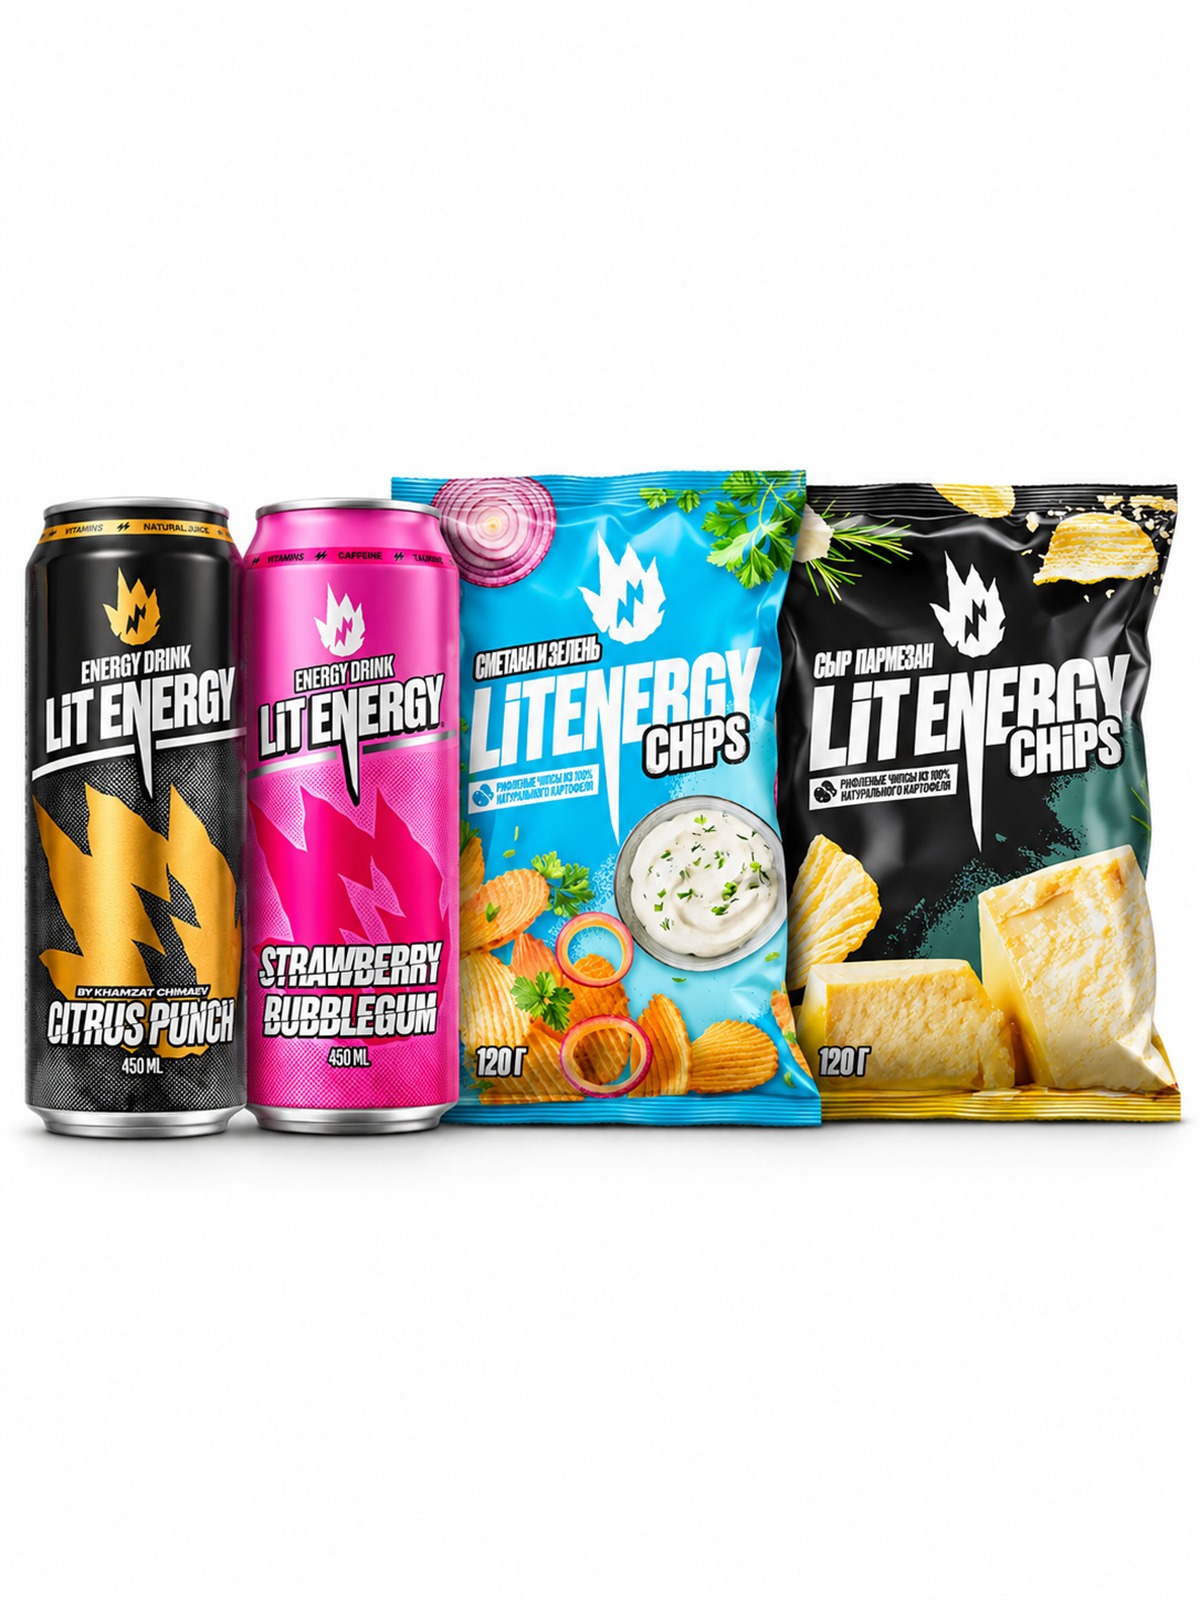 VITAMINS NATURAL JUICE
ENERGY DRINK
LIT ENERGY
BY KHAMZAT CHIMAEV
CITRUS PUNCH
450 ML
VITAMINS CAFFEINE TAURINE
ENERGY DRINK
LIT ENERGY
STRAWBERRY
BUBBLEGUM
450 ML
СМЕТАНА И ЗЕЛЕНЬ
LIT ENERGY
CHIPS
РИФЛЕНЫЕ ЧИПСЫ ИЗ 100%
НАТУРАЛЬНОГО КАРТОФЕЛЯ
120 Г
СЫР ПАРМЕЗАН
LIT ENERGY
CHIPS
РИФЛЕНЫЕ ЧИПСЫ ИЗ 100%
НАТУРАЛЬНОГО КАРТОФЕЛЯ
120 Г